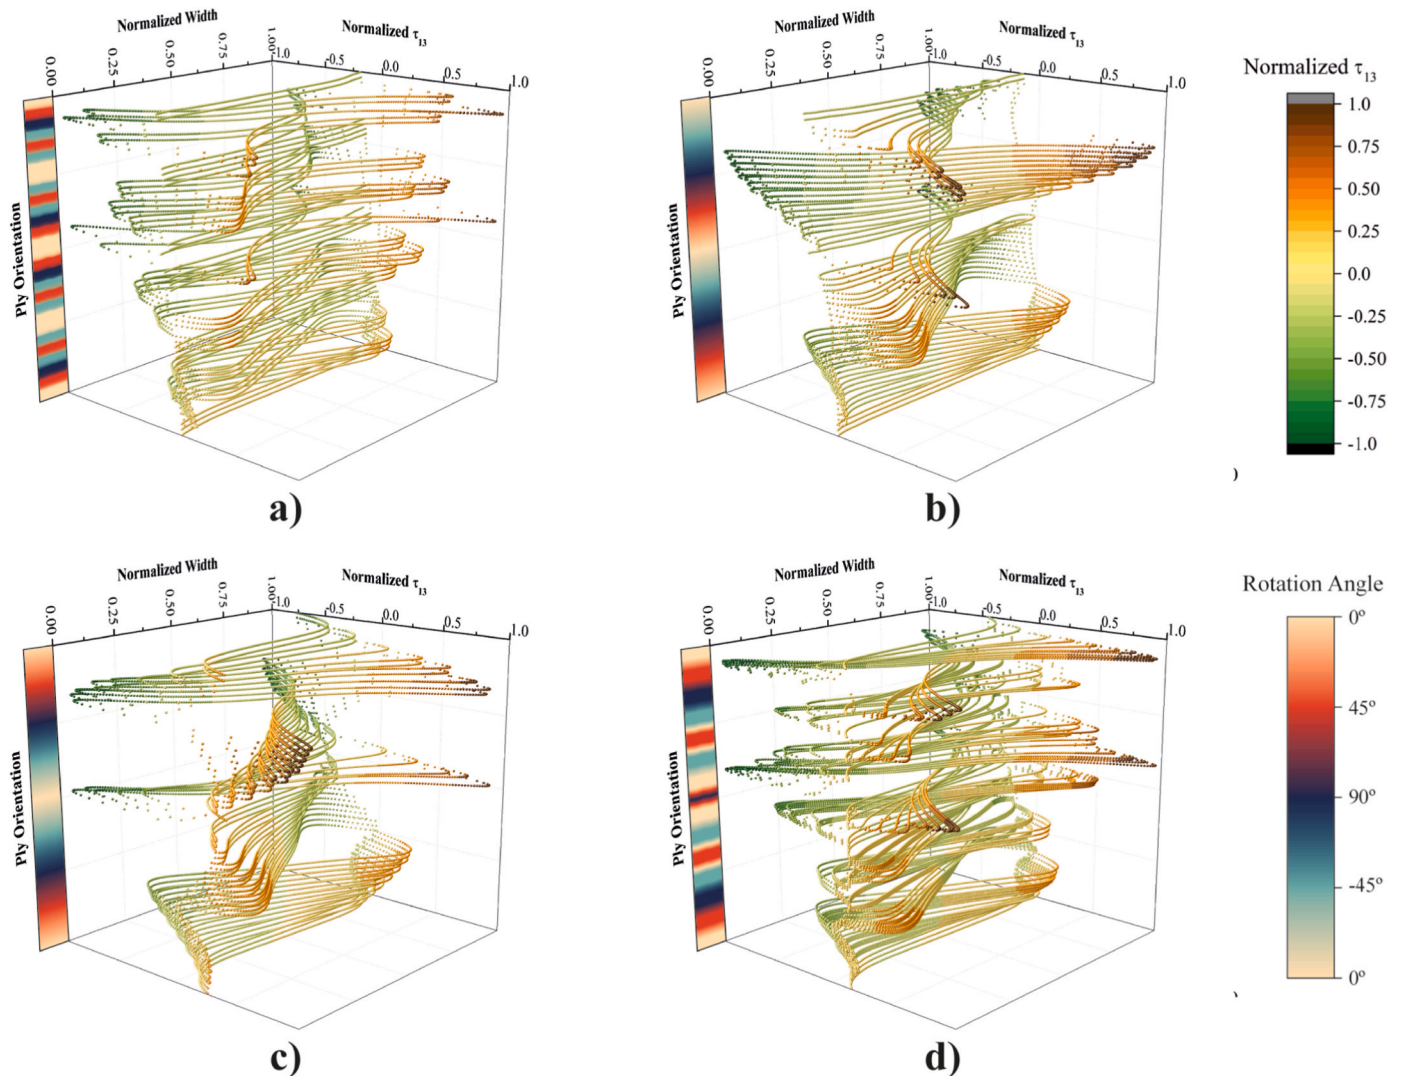 Normalized Width
Normalized τ13
0.00
0.25
0.50
0.75
1.00
-1.0
-0.5
0.0
0.5
1.0
Ply Orientation
a)
Normalized Width
Normalized τ13
0.00
0.25
0.50
0.75
1.00
-1.0
-0.5
0.0
0.5
1.0
Ply Orientation
b)
Normalized τ13
1.0
0.75
0.50
0.25
0.0
-0.25
-0.50
-0.75
-1.0
)
Normalized Width
Normalized τ13
0.00
0.25
0.50
0.75
1.00
-1.0
-0.5
0.0
0.5
1.0
Ply Orientation
c)
Normalized Width
Normalized τ13
0.00
0.25
0.50
0.75
1.00
-1.0
-0.5
0.0
0.5
1.0
Ply Orientation
d)
Rotation Angle
0º
45º
90º
-45º
0º